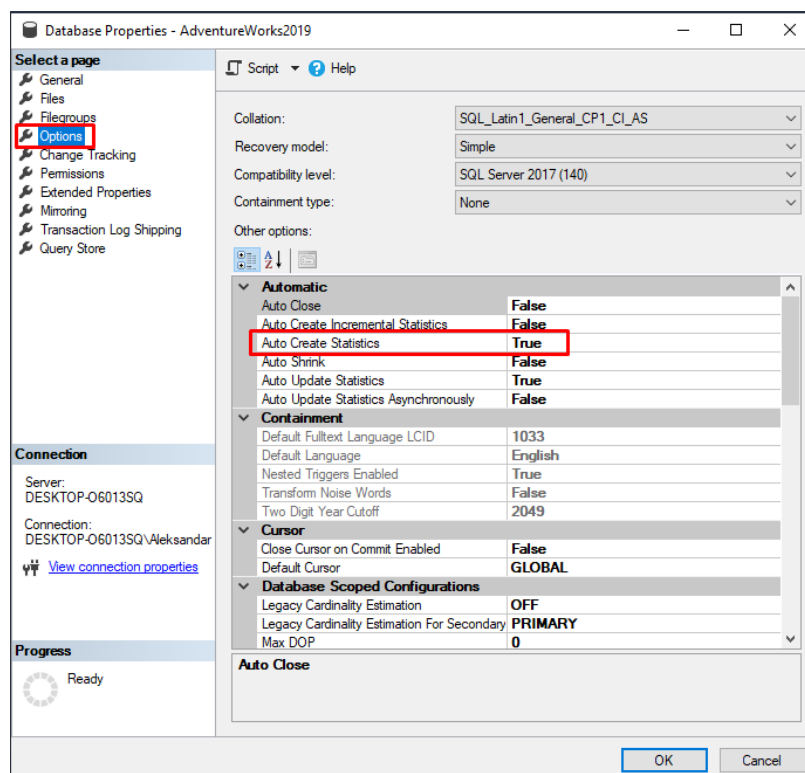 Database Properties - AdventureWorks2019
Select a page
General
Files
Filegroups
Options
Change Tracking
Permissions
Extended Properties
Mirroring
Transaction Log Shipping
Query Store
Connection
Server:
DESKTOP-O6013SQ
Connection:
DESKTOP-O6013SQ\Aleksandar
View connection properties
Progress
Ready
Script Help
Collation: SQL_Latin1_General_CP1_CI_AS
Recovery model: Simple
Compatibility level: SQL Server 2017 (140)
Containment type: None
Other options:
Automatic
Auto Close False
Auto Create Incremental Statistics False
Auto Create Statistics True
Auto Shrink False
Auto Update Statistics True
Auto Update Statistics Asynchronously False
Containment
Default Fulltext Language LCID 1033
Default Language English
Nested Triggers Enabled True
Transform Noise Words False
Two Digit Year Cutoff 2049
Cursor
Close Cursor on Commit Enabled False
Default Cursor GLOBAL
Database Scoped Configurations
Legacy Cardinality Estimation OFF
Legacy Cardinality Estimation For Secondary PRIMARY
Max DOP 0
Auto Close
OK Cancel